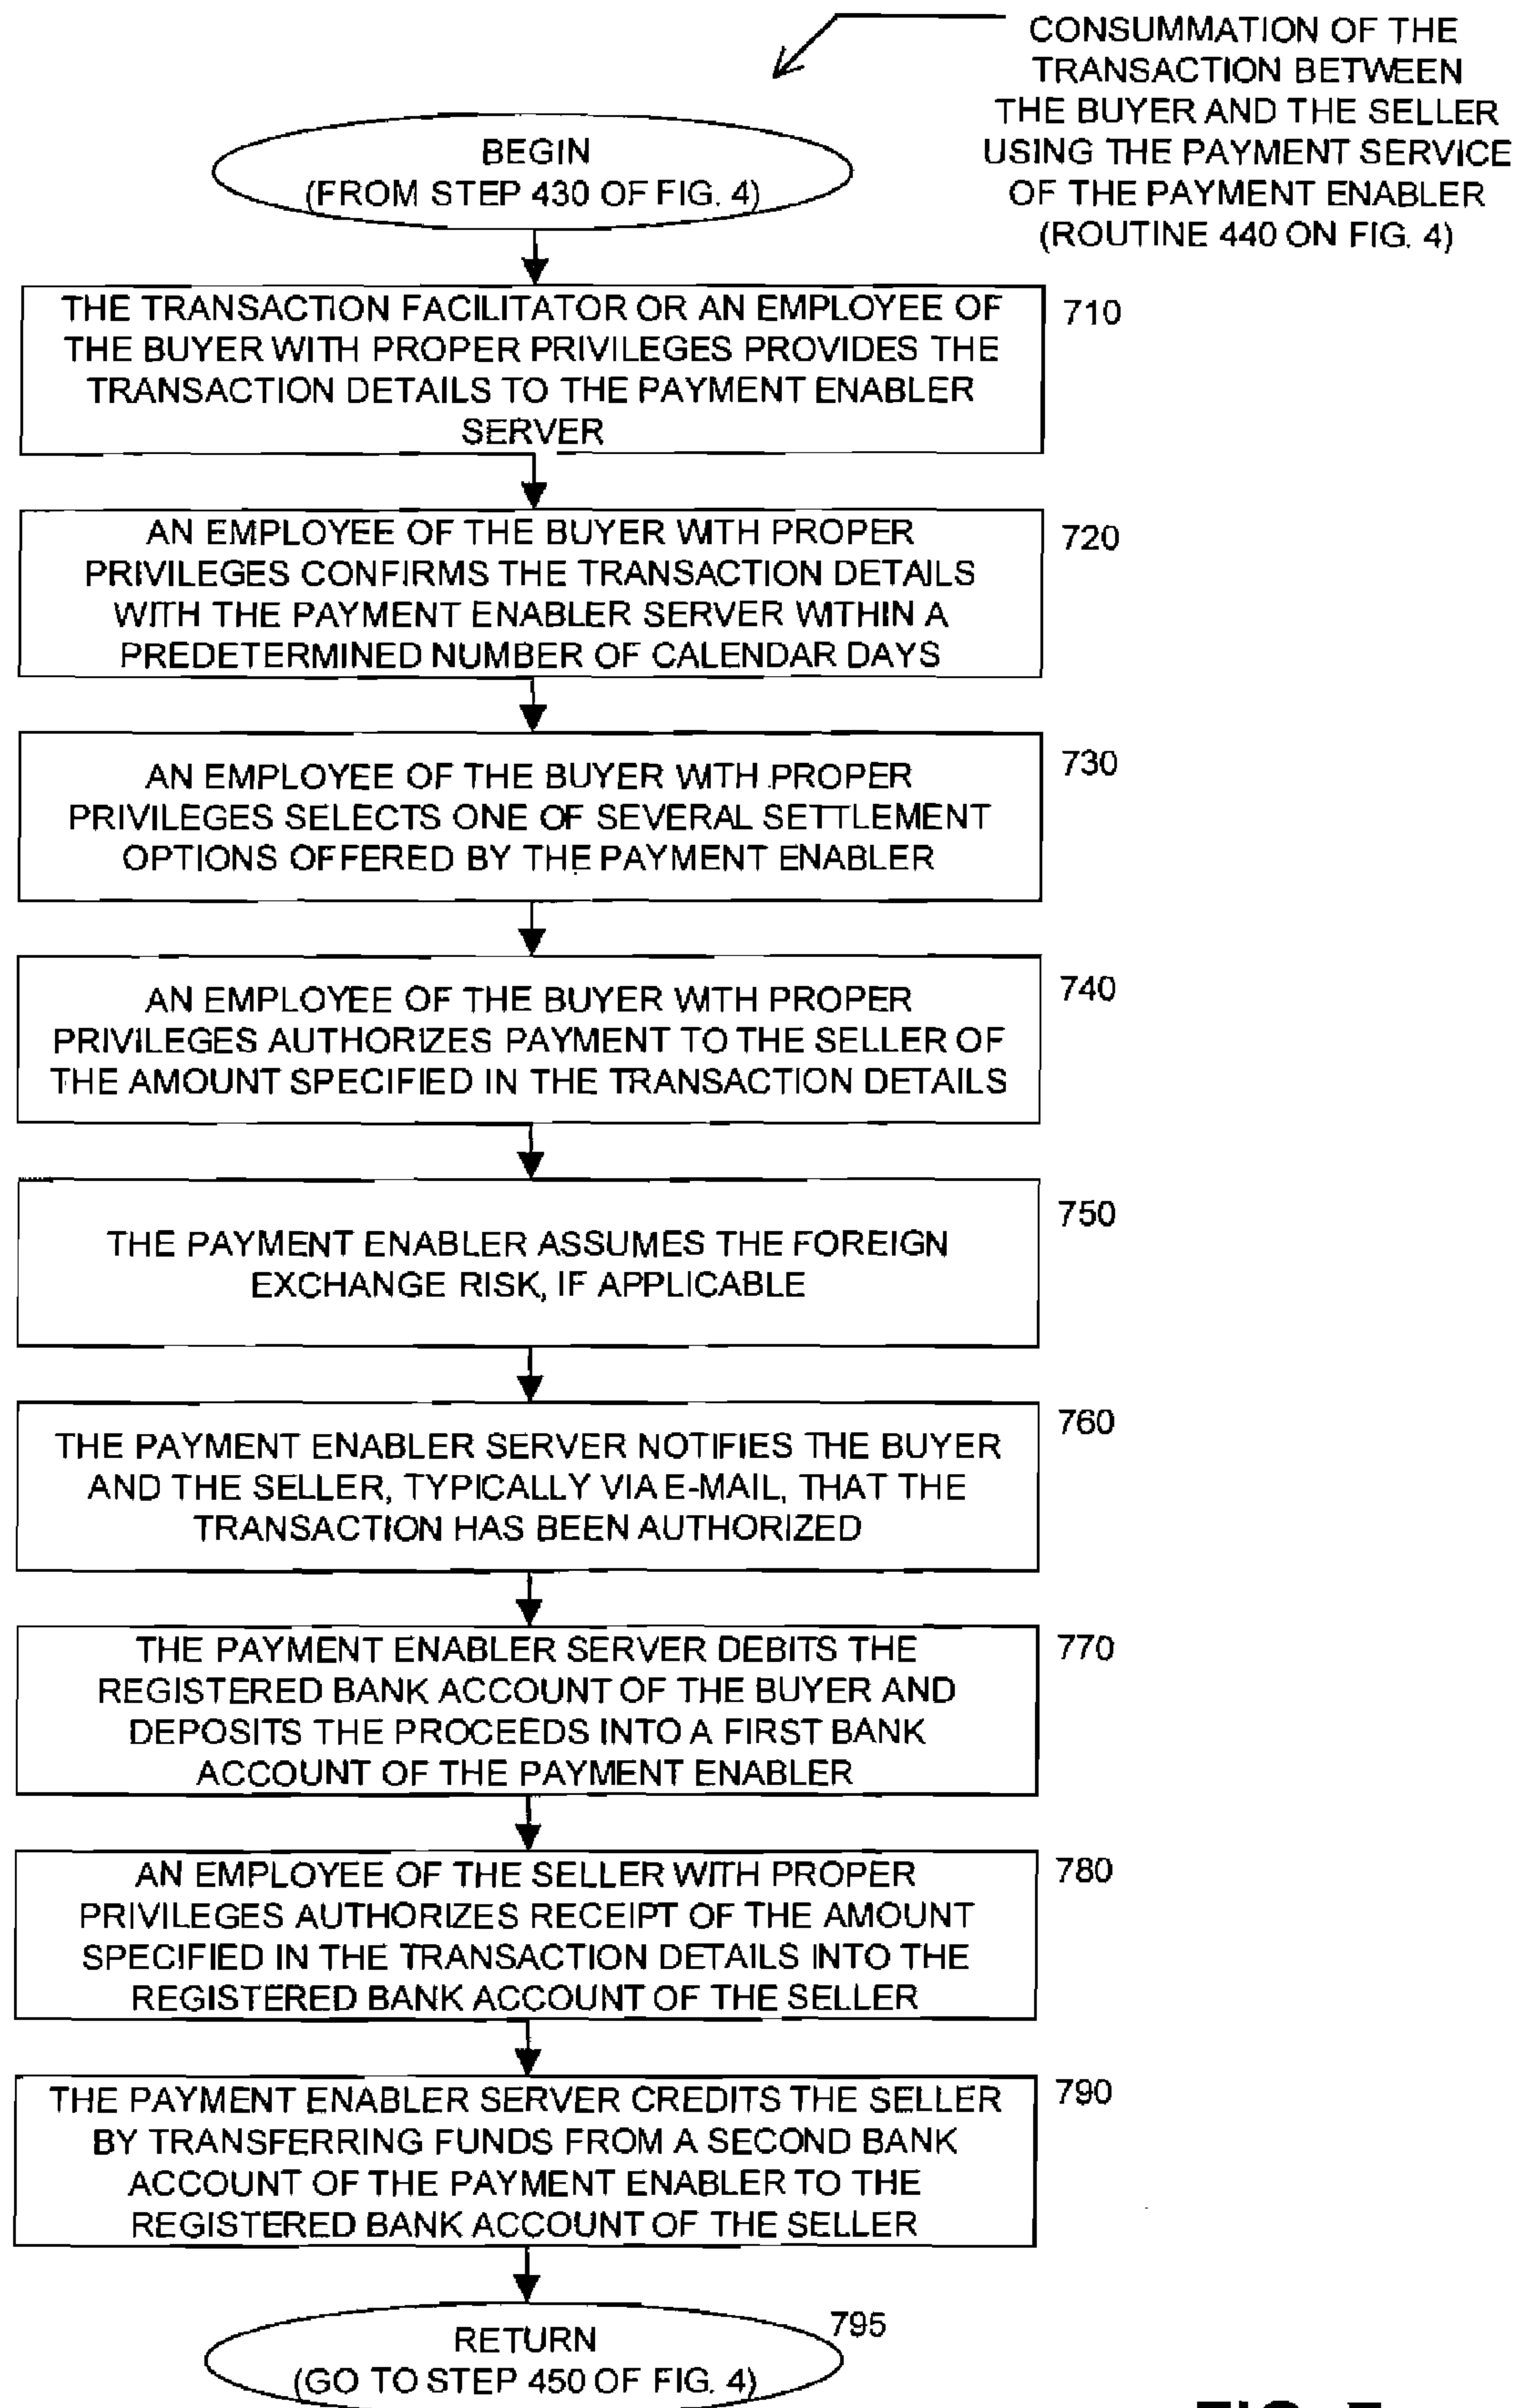 CONSUMMATION OF THE
TRANSACTION BETWEEN
THE BUYER AND THE SELLER
USING THE PAYMENT SERVICE
OF THE PAYMENT ENABLER
(ROUTINE 440 ON FIG. 4)
BEGIN
(FROM STEP 430 OF FIG. 4)
710
THE TRANSACTION FACILITATOR OR AN EMPLOYEE OF
THE BUYER WITH PROPER PRIVILEGES PROVIDES THE
TRANSACTION DETAILS TO THE PAYMENT ENABLER
SERVER
720
AN EMPLOYEE OF THE BUYER WITH PROPER
PRIVILEGES CONFIRMS THE TRANSACTION DETAILS
WITH THE PAYMENT ENABLER SERVER WITHIN A
PREDETERMINED NUMBER OF CALENDAR DAYS
730
AN EMPLOYEE OF THE BUYER WITH PROPER
PRIVILEGES SELECTS ONE OF SEVERAL SETTLEMENT
OPTIONS OFFERED BY THE PAYMENT ENABLER
740
AN EMPLOYEE OF THE BUYER WITH PROPER
PRIVILEGES AUTHORIZES PAYMENT TO THE SELLER OF
THE AMOUNT SPECIFIED IN THE TRANSACTION DETAILS
750
THE PAYMENT ENABLER ASSUMES THE FOREIGN
EXCHANGE RISK, IF APPLICABLE
760
THE PAYMENT ENABLER SERVER NOTIFIES THE BUYER
AND THE SELLER, TYPICALLY VIA E-MAIL, THAT THE
TRANSACTION HAS BEEN AUTHORIZED
770
THE PAYMENT ENABLER SERVER DEBITS THE
REGISTERED BANK ACCOUNT OF THE BUYER AND
DEPOSITS THE PROCEEDS INTO A FIRST BANK
ACCOUNT OF THE PAYMENT ENABLER
780
AN EMPLOYEE OF THE SELLER WITH PROPER
PRIVILEGES AUTHORIZES RECEIPT OF THE AMOUNT
SPECIFIED IN THE TRANSACTION DETAILS INTO THE
REGISTERED BANK ACCOUNT OF THE SELLER
790
THE PAYMENT ENABLER SERVER CREDITS THE SELLER
BY TRANSFERRING FUNDS FROM A SECOND BANK
ACCOUNT OF THE PAYMENT ENABLER TO THE
REGISTERED BANK ACCOUNT OF THE SELLER
795
RETURN
(GO TO STEP 450 OF FIG. 4)